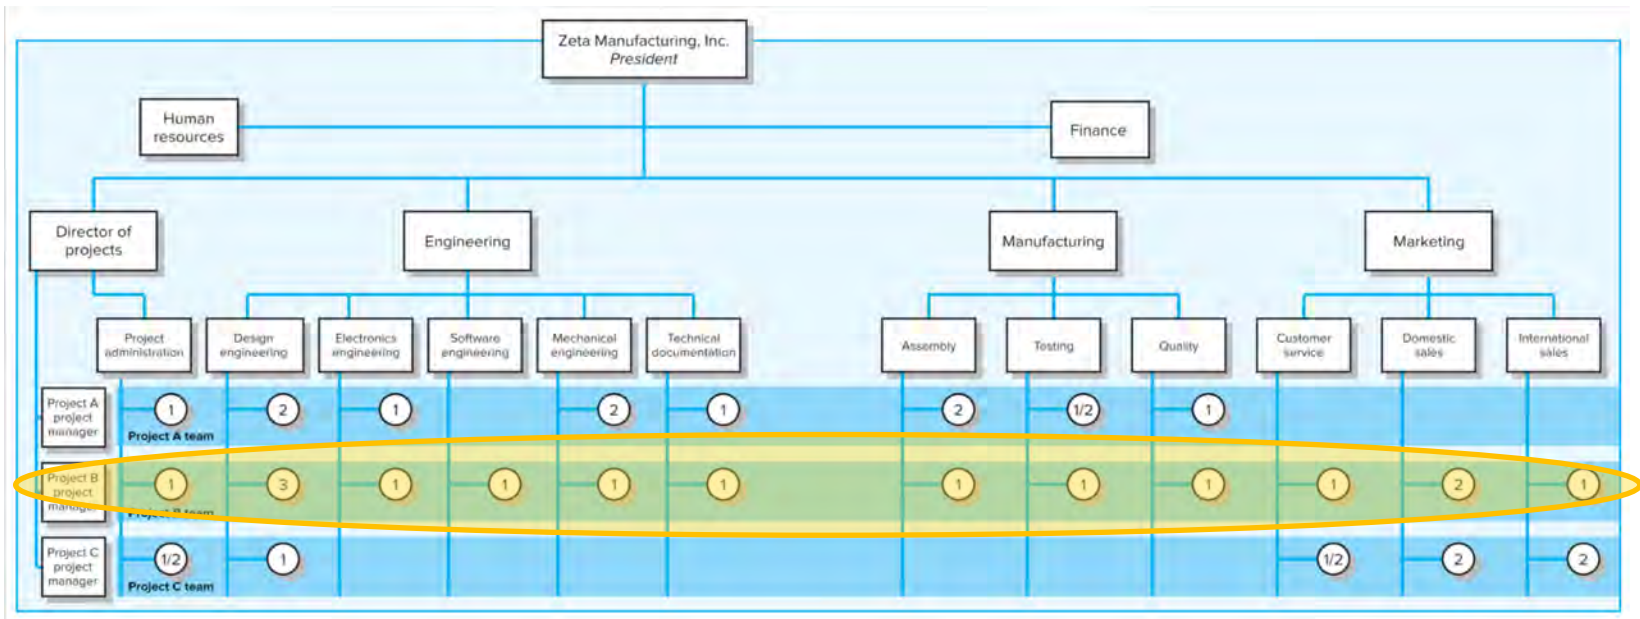 Zeta Manufacturing, Inc.
President
Human
resources
Finance
Director of
projects
Engineering
Manufacturing
Marketing
Project
administration
Design
engineering
Electronics
engineering
Software
engineering
Mechanical
engineering
Technical
documentation
Assembly
Testing
Quality
Customer
service
Domestic
sales
International
sales
Project A
project
manager
1
2
1
2
1
2
1/2
1
Project A team
Project B
project
manager
1
3
1
1
1
1
1
1
1
1
2
1
Project B team
Project C
project
manager
1/2
1
1/2
2
2
Project C team